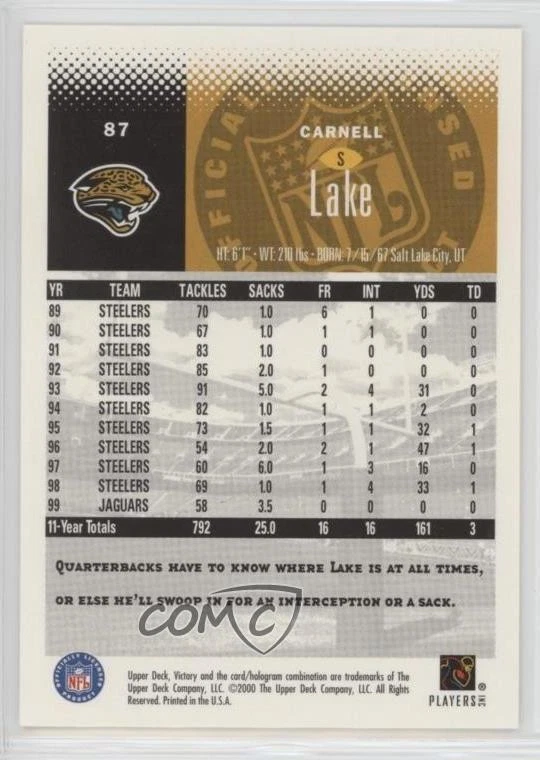 87
CARNELL
S
Lake
HT: 6'1" • WT: 210 lbs • BORN: 7/15/67 Salt Lake City, UT
YR TEAM TACKLES SACKS FR INT YDS TD
89 STEELERS 70 1.0 6 1 0 0
90 STEELERS 67 1.0 1 1 0 0
91 STEELERS 83 1.0 0 0 0 0
92 STEELERS 85 2.0 1 0 0 0
93 STEELERS 91 5.0 2 4 31 0
94 STEELERS 82 1.0 1 1 2 0
95 STEELERS 73 1.5 1 1 32 1
96 STEELERS 54 2.0 2 1 47 1
97 STEELERS 60 6.0 1 3 16 0
98 STEELERS 69 1.0 1 4 33 1
99 JAGUARS 58 3.5 0 0 0 0
11-Year Totals 792 25.0 16 16 161 3
QUARTERBACKS HAVE TO KNOW WHERE LAKE IS AT ALL TIMES,
OR ELSE HE'LL SWOOP IN FOR AN INTERCEPTION OR A SACK.
COMC
OFFICIALLY LICENSED
NFL
PRODUCT
Upper Deck, Victory and the card/hologram combination are trademarks of The
Upper Deck Company, LLC. ©2000 The Upper Deck Company, LLC. All Rights
Reserved. Printed in the U.S.A.
PLAYERS INC ®